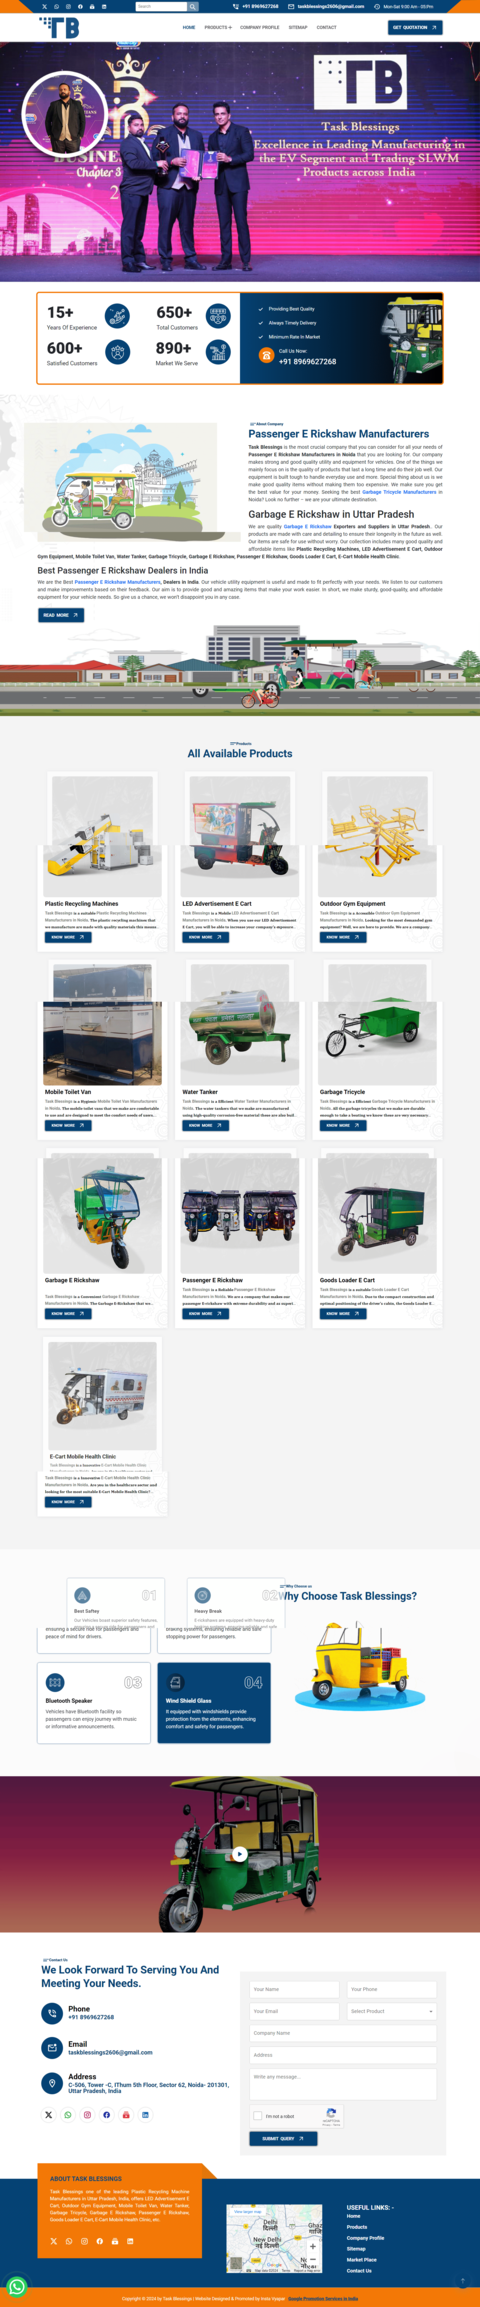 Search
+91 8969627268
taskblessings2606@gmail.com
Mon-Sat 9:00 Am - 05:Pm
TB
HOME
PRODUCTS
COMPANY PROFILE
SITEMAP
CONTACT
GET QUOTATION
TB
Task Blessings
Excellence in Leading Manufacturing in
the EV Segment and Trading SLWM
Products across India
Chapter 3
15+
Years Of Experience
650+
Total Customers
600+
Satisfied Customers
890+
Market We Serve
Providing Best Quality
Always Timely Delivery
Minimum Rate In Market
Call Us Now:
+91 8969627268
About Company
Passenger E Rickshaw Manufacturers
Task Blessings is the most crucial company that you can consider for all your needs of
Passenger E Rickshaw Manufacturers in Noida that you are looking for. Our company
makes strong and good quality utility and equipment for vehicles. One of the things we
mainly focus on is the quality of products that last a long time and do their job well. Our
equipment is built tough to handle everyday use and more. Special thing about us is we
make good quality items without making them too expensive. We make sure you get
the best value for your money. Seeking the best Garbage Tricycle Manufacturers in
Noida? Look no further – we are your ultimate destination.
Garbage E Rickshaw in Uttar Pradesh
We are quality Garbage E Rickshaw Exporters and Suppliers in Uttar Pradesh. Our
products are made with care and detailing to ensure their longevity in the future as well.
Our items are safe for use without worry. Our collection includes many good quality and
affordable items like Plastic Recycling Machines, LED Advertisement E Cart, Outdoor
Gym Equipment, Mobile Toilet Van, Water Tanker, Garbage Tricycle, Garbage E Rickshaw, Passenger E Rickshaw, Goods Loader E Cart, E-Cart Mobile Health Clinic.
Best Passenger E Rickshaw Dealers in India
We are the Best Passenger E Rickshaw Manufacturers, Dealers in India. Our vehicle utility equipment is useful and made to fit perfectly with your needs. We listen to our customers
and make improvements based on their feedback. Our aim is to provide good and amazing items that make your work easier. In short, we make sturdy, good-quality, and affordable
equipment for your vehicle needs. So give us a chance, we won't disappoint you in any case.
READ MORE
Products
All Available Products
Plastic Recycling Machines
Task Blessings is a suitable Plastic Recycling Machines
Manufacturers in Noida. The plastic recycling machines that
we manufacture are made with quality materials this means..
KNOW MORE
LED Advertisement E Cart
Task Blessings is a Mobile LED Advertisement E Cart
Manufacturers in Noida. When you use our LED Advertisement
E Cart, you will be able to increase your company's exposure..
KNOW MORE
Outdoor Gym Equipment
Task Blessings is a Accessible Outdoor Gym Equipment
Manufacturers in Noida. Looking for the most demanded gym
equipment? Well, we are here to provide. We are a company..
KNOW MORE
Mobile Toilet Van
Task Blessings is a Hygienic Mobile Toilet Van Manufacturers
in Noida. The mobile toilet vans that we make are comfortable
to use and are designed to meet the comfort needs of users..
KNOW MORE
Water Tanker
Task Blessings is a Efficient Water Tanker Manufacturers in
Noida. The water tankers that we make are manufactured
using high-quality corrosion-free material these are also buil..
KNOW MORE
Garbage Tricycle
Task Blessings is a Efficient Garbage Tricycle Manufacturers in
Noida. All the garbage tricycles that we make are durable
enough to take a beating we know these are very necessary..
KNOW MORE
Garbage E Rickshaw
Task Blessings is a Convenient Garbage E Rickshaw
Manufacturers in Noida. The Garbage E-Rickshaw that we..
KNOW MORE
Passenger E Rickshaw
Task Blessings is a Reliable Passenger E Rickshaw
Manufacturers in Noida. We are a company that makes our
passenger E-rickshaw with extreme durability and as superi..
KNOW MORE
Goods Loader E Cart
Task Blessings is a suitable Goods Loader E Cart
Manufacturers in Noida. Due to the compact construction and
optimal positioning of the driver's cabin, the Goods Loader E..
KNOW MORE
E-Cart Mobile Health Clinic
Task Blessings is a Innovative E-Cart Mobile Health Clinic
Task Blessings is a Innovative E-Cart Mobile Health Clinic
Manufacturers in Noida. Are you in the healthcare sector and
looking for the most suitable E-Cart Mobile Health Clinic?..
KNOW MORE
01
Best Saftey
Our Vehicles boast superior safety features
ensuring a secure ride for passengers and
peace of mind for drivers.
02
Heavy Break
E-rickshaws are equipped with heavy-duty
braking systems, ensuring reliable and safe
stopping power for passengers.
Why Choose us
Why Choose Task Blessings?
03
Bluetooth Speaker
Vehicles have Bluetooth facility so
passengers can enjoy journey with music
or informative announcements.
04
Wind Shield Glass
It equipped with windshields provide
protection from the elements, enhancing
comfort and safety for passengers.
Contact Us
We Look Forward To Serving You And
Meeting Your Needs.
Phone
+91 8969627268
Email
taskblessings2606@gmail.com
Address
C-506, Tower -C, IThum 5th Floor, Sector 62, Noida- 201301,
Uttar Pradesh, India
Your Name
Your Phone
Your Email
Select Product
Company Name
Address
Write any message...
I'm not a robot
reCAPTCHA
SUBMIT QUERY
ABOUT TASK BLESSINGS
Task Blessings one of the leading Plastic Recycling Machine
Manufacturers in Uttar Pradesh, India, offers LED Advertisement E
Cart, Outdoor Gym Equipment, Mobile Toilet Van, Water Tanker,
Garbage Tricycle, Garbage E Rickshaw, Passenger E Rickshaw,
Goods Loader E Cart, E-Cart Mobile Health Clinic, etc.
View larger map
Delhi
दिल्ली
New Delhi
नई दिल्ली
USEFUL LINKS: -
Home
Products
Company Profile
Sitemap
Market Place
Contact Us
Copyright © 2024 by Task Blessings | Website Designed & Promoted by Insta Vyapar - Google Promotion Services in India